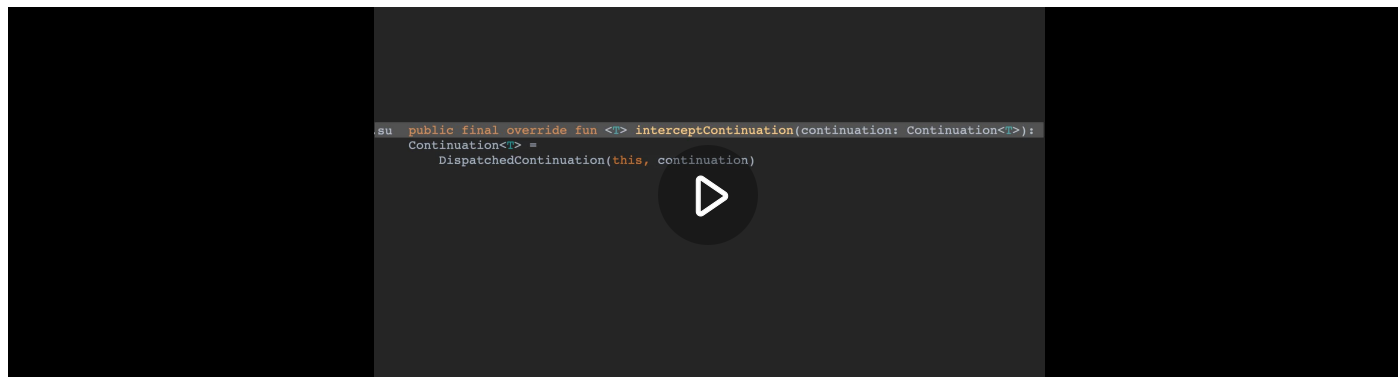 .su public final override fun <T> interceptContinuation(continuation: Continuation<T>):
Continuation<T> =
DispatchedContinuation(this, continuation)